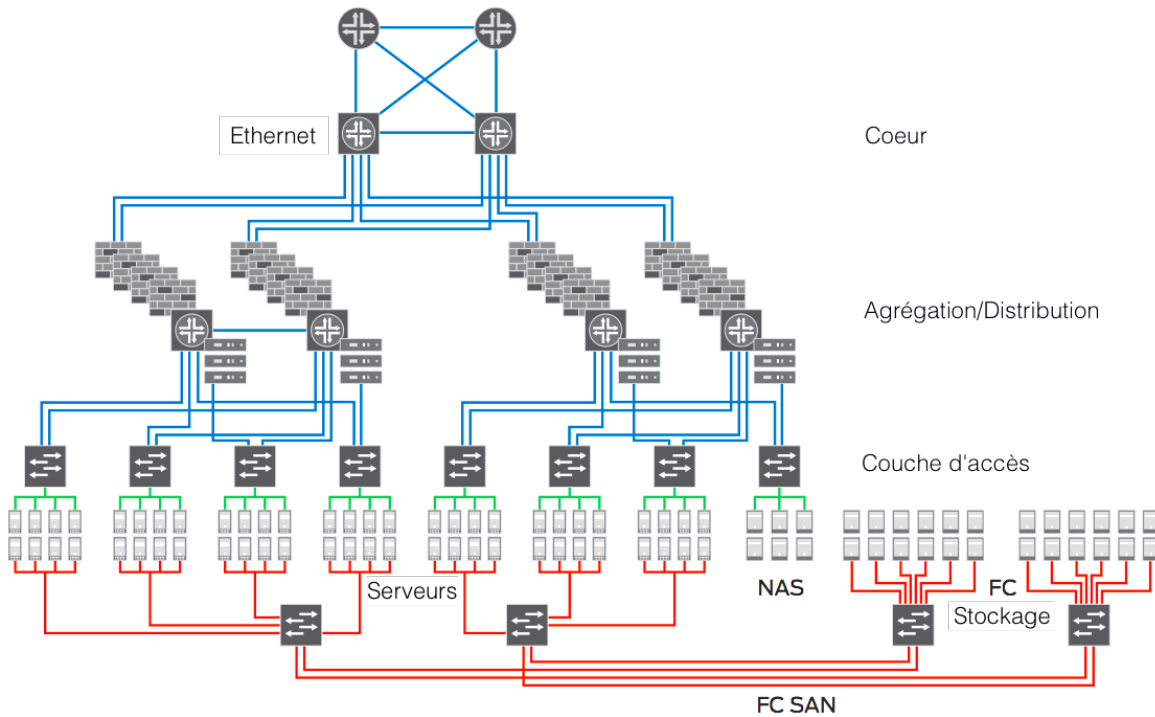 Ethernet
Coeur
Agrégation/Distribution
Couche d'accès
Serveurs
NAS
FC
Stockage
FC SAN